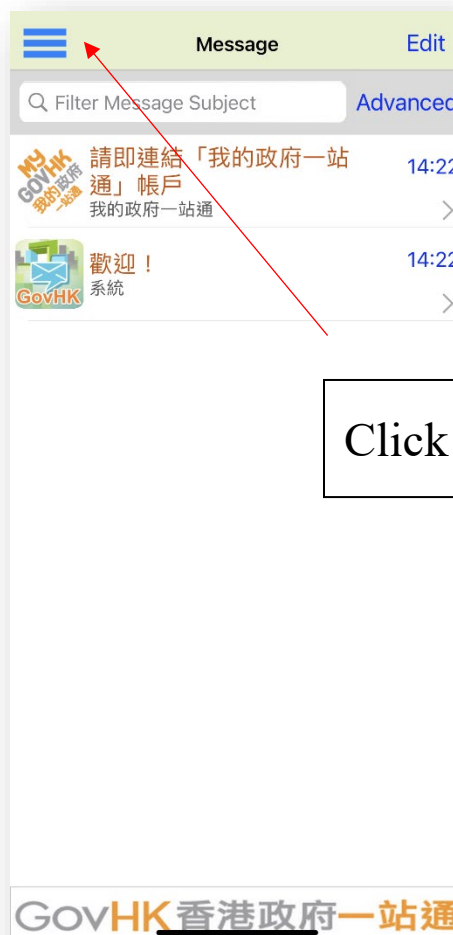 Message
Edit
Filter Message Subject
Advanced
請即連結「我的政府一站
通」帳戶
14:22
我的政府一站通
MY
GOVHK
我的政府
一站通
歡迎！
14:22
系統
GovHK
Click
GovHK香港政府一站通